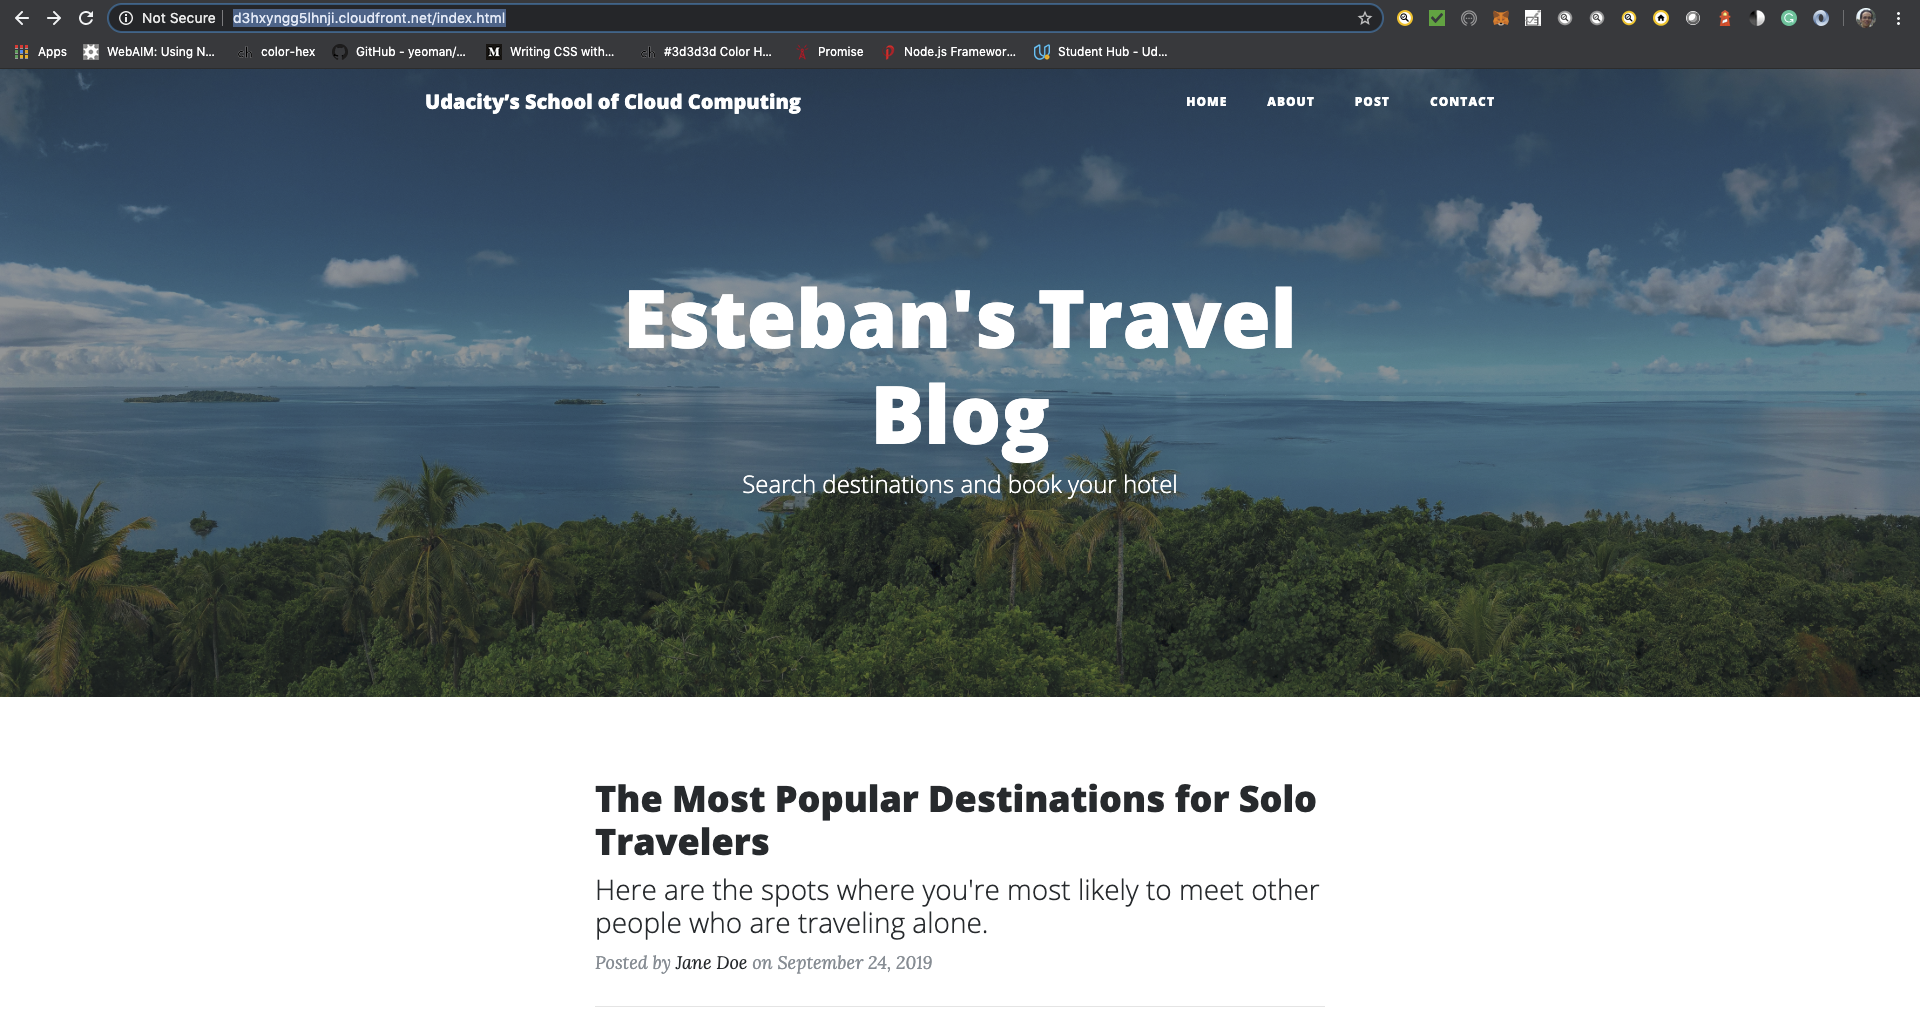 Not Secure d3hxyngg5lhnji.cloudfront.net/index.html
Apps WebAIM: Using N... color-hex GitHub - yeoman/... Writing CSS with... #3d3d3d Color H... Promise Node.js Framewor... Student Hub - Ud...
Udacity’s School of Cloud Computing HOME ABOUT POST CONTACT
Esteban's Travel
Blog
Search destinations and book your hotel
The Most Popular Destinations for Solo
Travelers
Here are the spots where you're most likely to meet other
people who are traveling alone.
Posted by Jane Doe on September 24, 2019